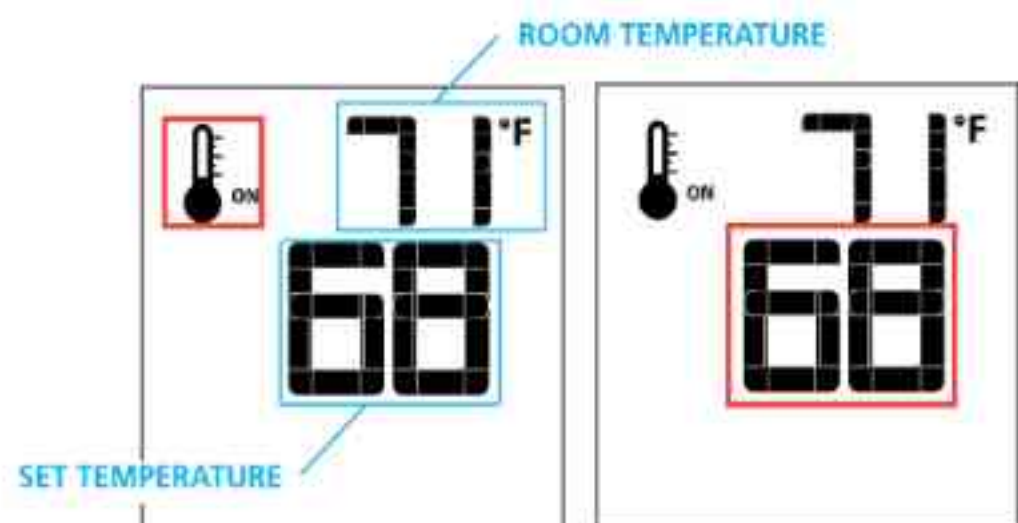 ROOM TEMPERATURE
71 °F
ON
68
SET TEMPERATURE
71 °F
ON
68